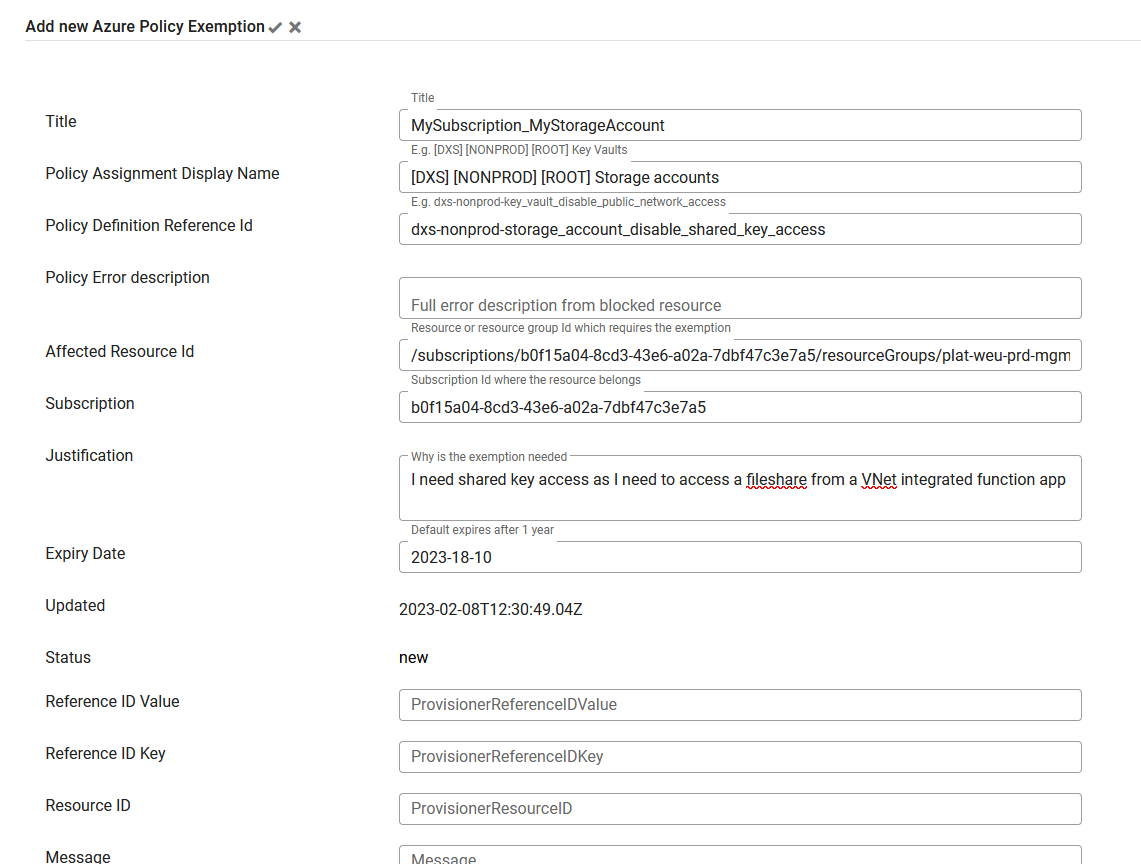 Add new Azure Policy Exemption
Title
Title
MySubscription_MyStorageAccount
Policy Assignment Display Name
E.g. [DXS] [NONPROD] [ROOT] Key Vaults
[DXS] [NONPROD] [ROOT] Storage accounts
Policy Definition Reference Id
E.g. dxs-nonprod-key_vault_disable_public_network_access
dxs-nonprod-storage_account_disable_shared_key_access
Policy Error description
Full error description from blocked resource
Affected Resource Id
Resource or resource group Id which requires the exemption
/subscriptions/b0f15a04-8cd3-43e6-a02a-7dbf47c3e7a5/resourceGroups/plat-weu-prd-mgm
Subscription
Subscription Id where the resource belongs
b0f15a04-8cd3-43e6-a02a-7dbf47c3e7a5
Justification
Why is the exemption needed
I need shared key access as I need to access a fileshare from a VNet integrated function app
Expiry Date
Default expires after 1 year
2023-18-10
Updated
2023-02-08T12:30:49.04Z
Status
new
Reference ID Value
ProvisionerReferenceIDValue
Reference ID Key
ProvisionerReferenceIDKey
Resource ID
ProvisionerResourceID
Message
Message